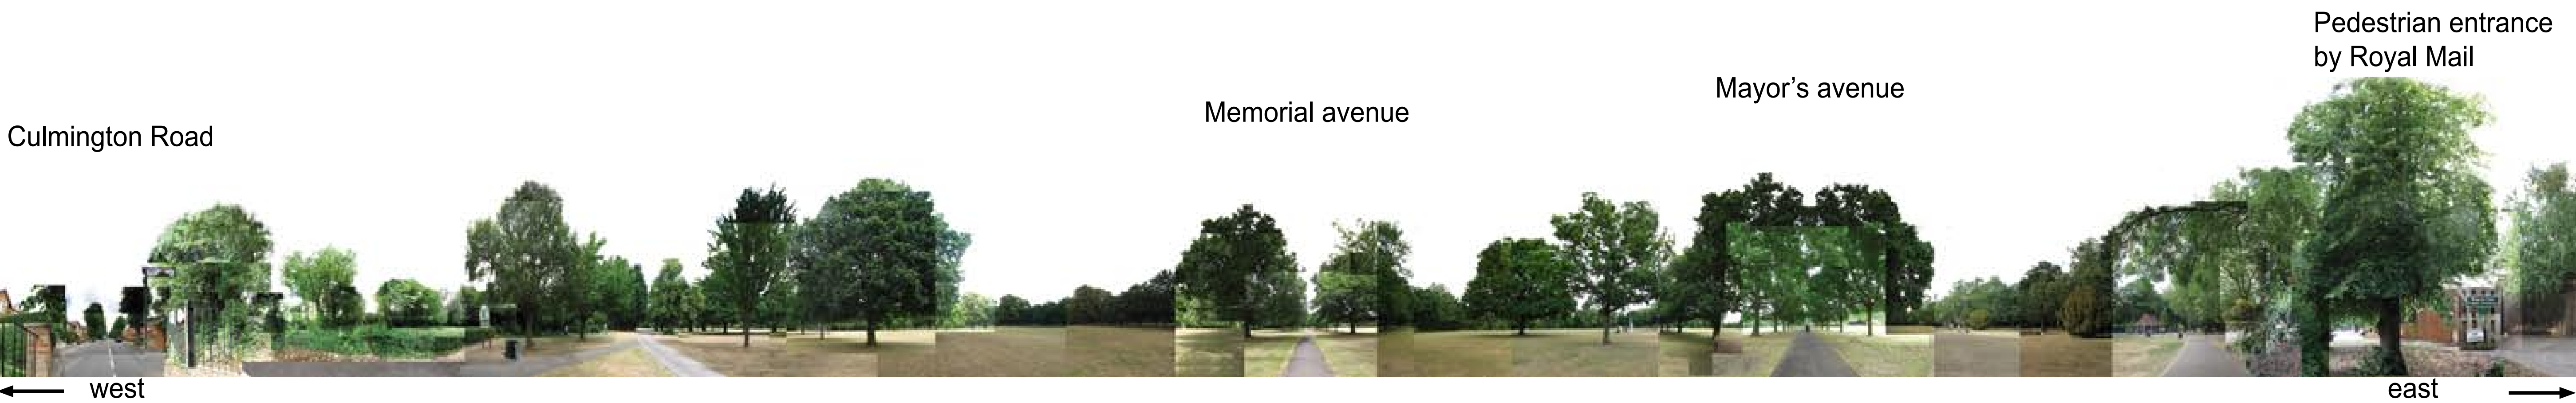 Pedestrian entrance
by Royal Mail
Mayor's avenue
Memorial avenue
Culmington Road
west
east